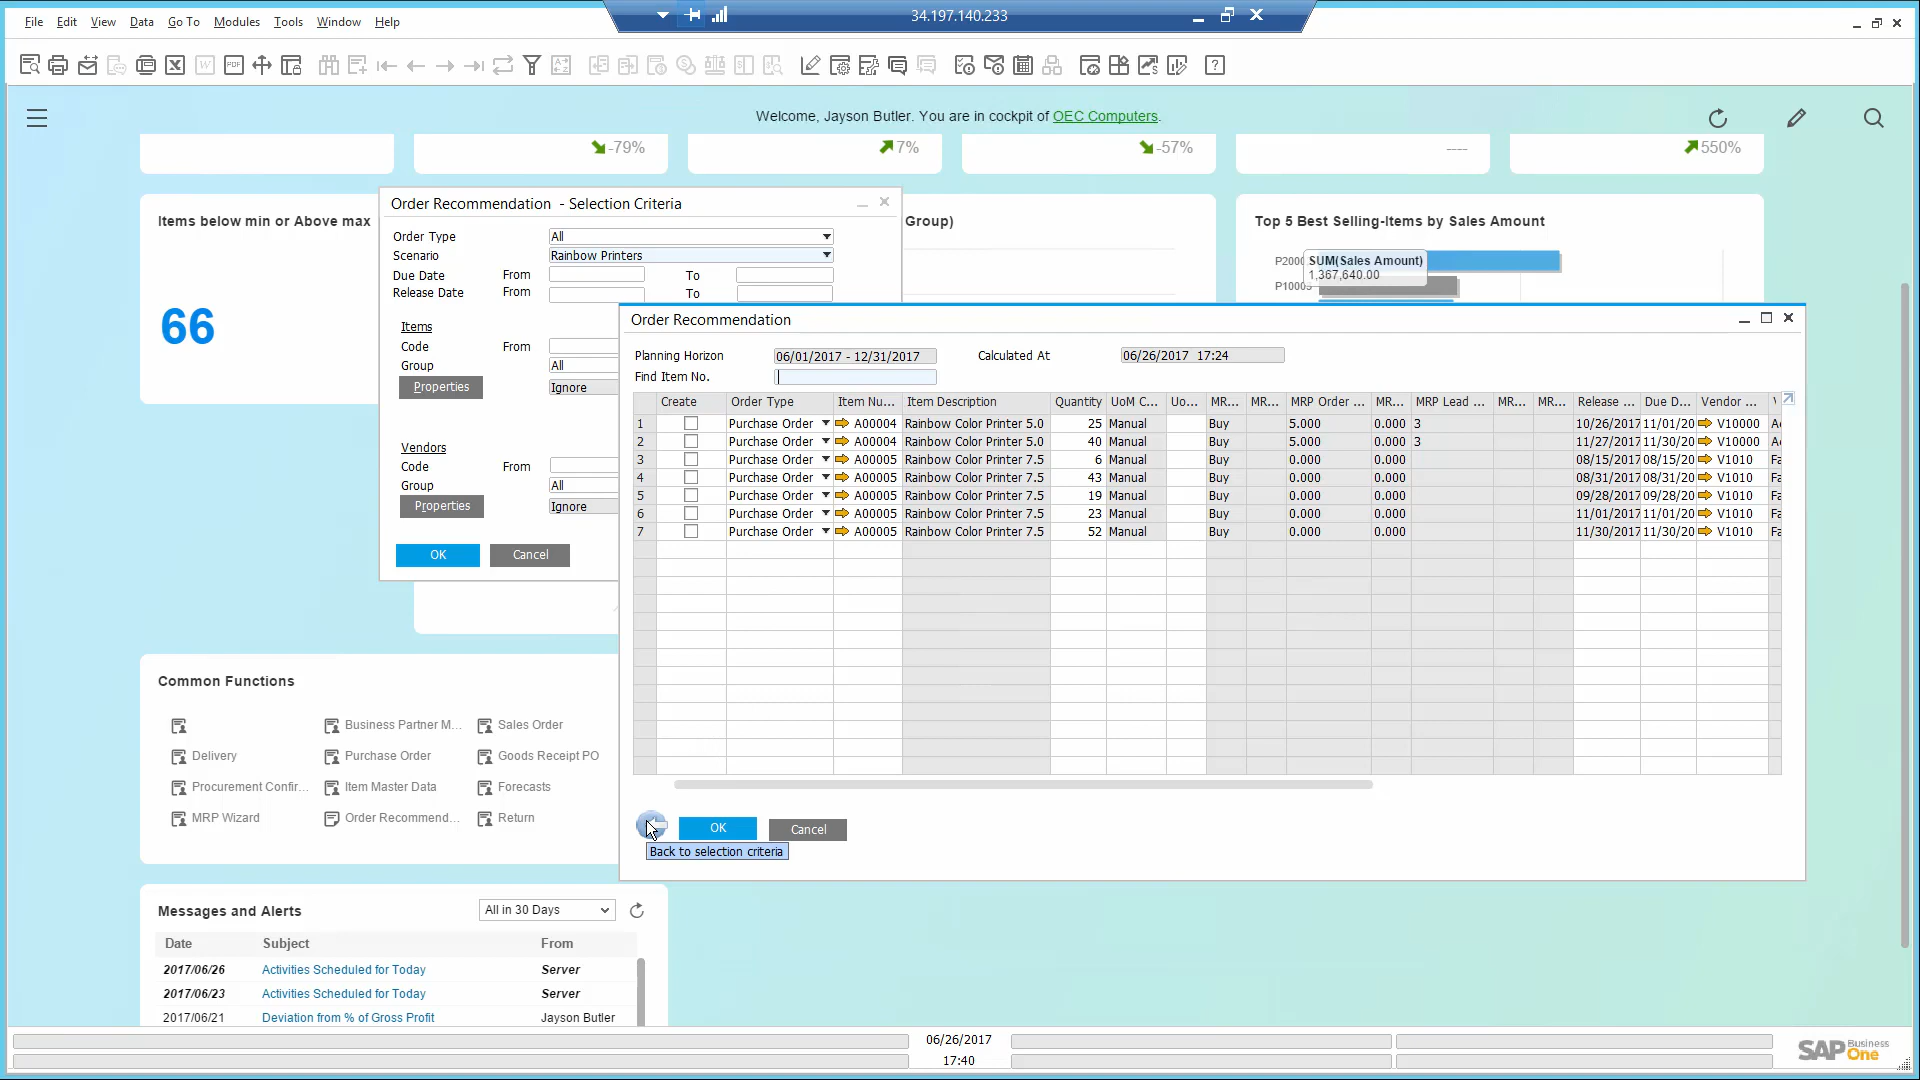 File Edit View Data Go To Modules Tools Window Help
34.197.140.233
Welcome, Jayson Butler. You are in cockpit of OEC Computers.
-79% 7% -57% ---- 550%
Items below min or Above max
66
Group)
Top 5 Best Selling-Items by Sales Amount
SUM(Sales Amount)
1,367,640.00
Order Recommendation - Selection Criteria
Order Type All
Scenario Rainbow Printers
Due Date From To
Release Date From To
Items
Code From
Group All
Properties Ignore
Vendors
Code From
Group All
Properties Ignore
OK Cancel
Order Recommendation
Planning Horizon 06/01/2017 - 12/31/2017 Calculated At 06/26/2017 17:24
Find Item No.
Create Order Type Item Nu... Item Description Quantity UoM C... Uo... MR... MR... MRP Order ... MR... MRP Lead ... MR... MR... Release ... Due D... Vendor ...
1 Purchase Order A00004 Rainbow Color Printer 5.0 25 Manual Buy 5.000 0.000 3 10/26/2017 11/01/20 V10000
2 Purchase Order A00004 Rainbow Color Printer 5.0 40 Manual Buy 5.000 0.000 3 11/27/2017 11/30/20 V10000
3 Purchase Order A00005 Rainbow Color Printer 7.5 6 Manual Buy 0.000 0.000 08/15/2017 08/15/20 V1010 Fa
4 Purchase Order A00005 Rainbow Color Printer 7.5 43 Manual Buy 0.000 0.000 08/31/2017 08/31/20 V1010 Fa
5 Purchase Order A00005 Rainbow Color Printer 7.5 19 Manual Buy 0.000 0.000 09/28/2017 09/28/20 V1010 Fa
6 Purchase Order A00005 Rainbow Color Printer 7.5 23 Manual Buy 0.000 0.000 11/01/2017 11/01/20 V1010 Fa
7 Purchase Order A00005 Rainbow Color Printer 7.5 52 Manual Buy 0.000 0.000 11/30/2017 11/30/20 V1010 Fa
OK Cancel
Back to selection criteria
Common Functions
Business Partner M... Sales Order
Delivery Purchase Order Goods Receipt PO
Procurement Confir... Item Master Data Forecasts
MRP Wizard Order Recommend... Return
Messages and Alerts All in 30 Days
Date Subject From
2017/06/26 Activities Scheduled for Today Server
2017/06/23 Activities Scheduled for Today Server
2017/06/21 Deviation from % of Gross Profit Jayson Butler
06/26/2017
17:40
SAP Business One